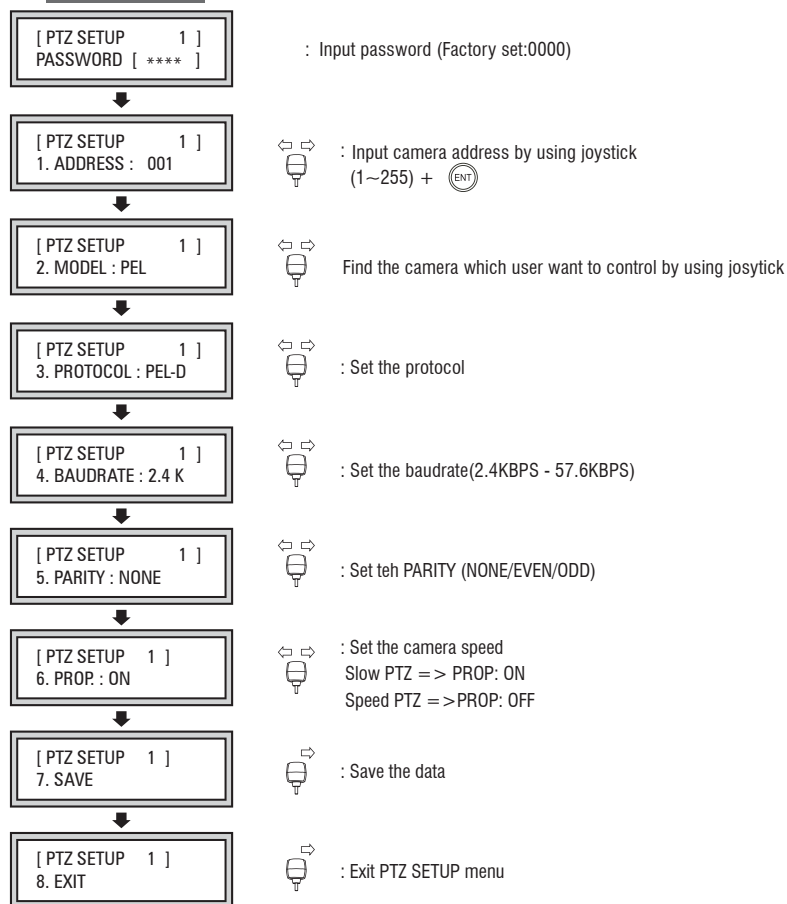 [ PTZ SETUP 1 ]
PASSWORD [ **** ]
: Input password (Factory set:0000)
[ PTZ SETUP 1 ]
1. ADDRESS : 001
: Input camera address by using joystick
(1~255) + ENT
[ PTZ SETUP 1 ]
2. MODEL : PEL
Find the camera which user want to control by using josytick
[ PTZ SETUP 1 ]
3. PROTOCOL : PEL-D
: Set the protocol
[ PTZ SETUP 1 ]
4. BAUDRATE : 2.4 K
: Set the baudrate(2.4KBPS - 57.6KBPS)
[ PTZ SETUP 1 ]
5. PARITY : NONE
: Set teh PARITY (NONE/EVEN/ODD)
[ PTZ SETUP 1 ]
6. PROP. : ON
: Set the camera speed
Slow PTZ => PROP: ON
Speed PTZ =>PROP: OFF
[ PTZ SETUP 1 ]
7. SAVE
: Save the data
[ PTZ SETUP 1 ]
8. EXIT
: Exit PTZ SETUP menu